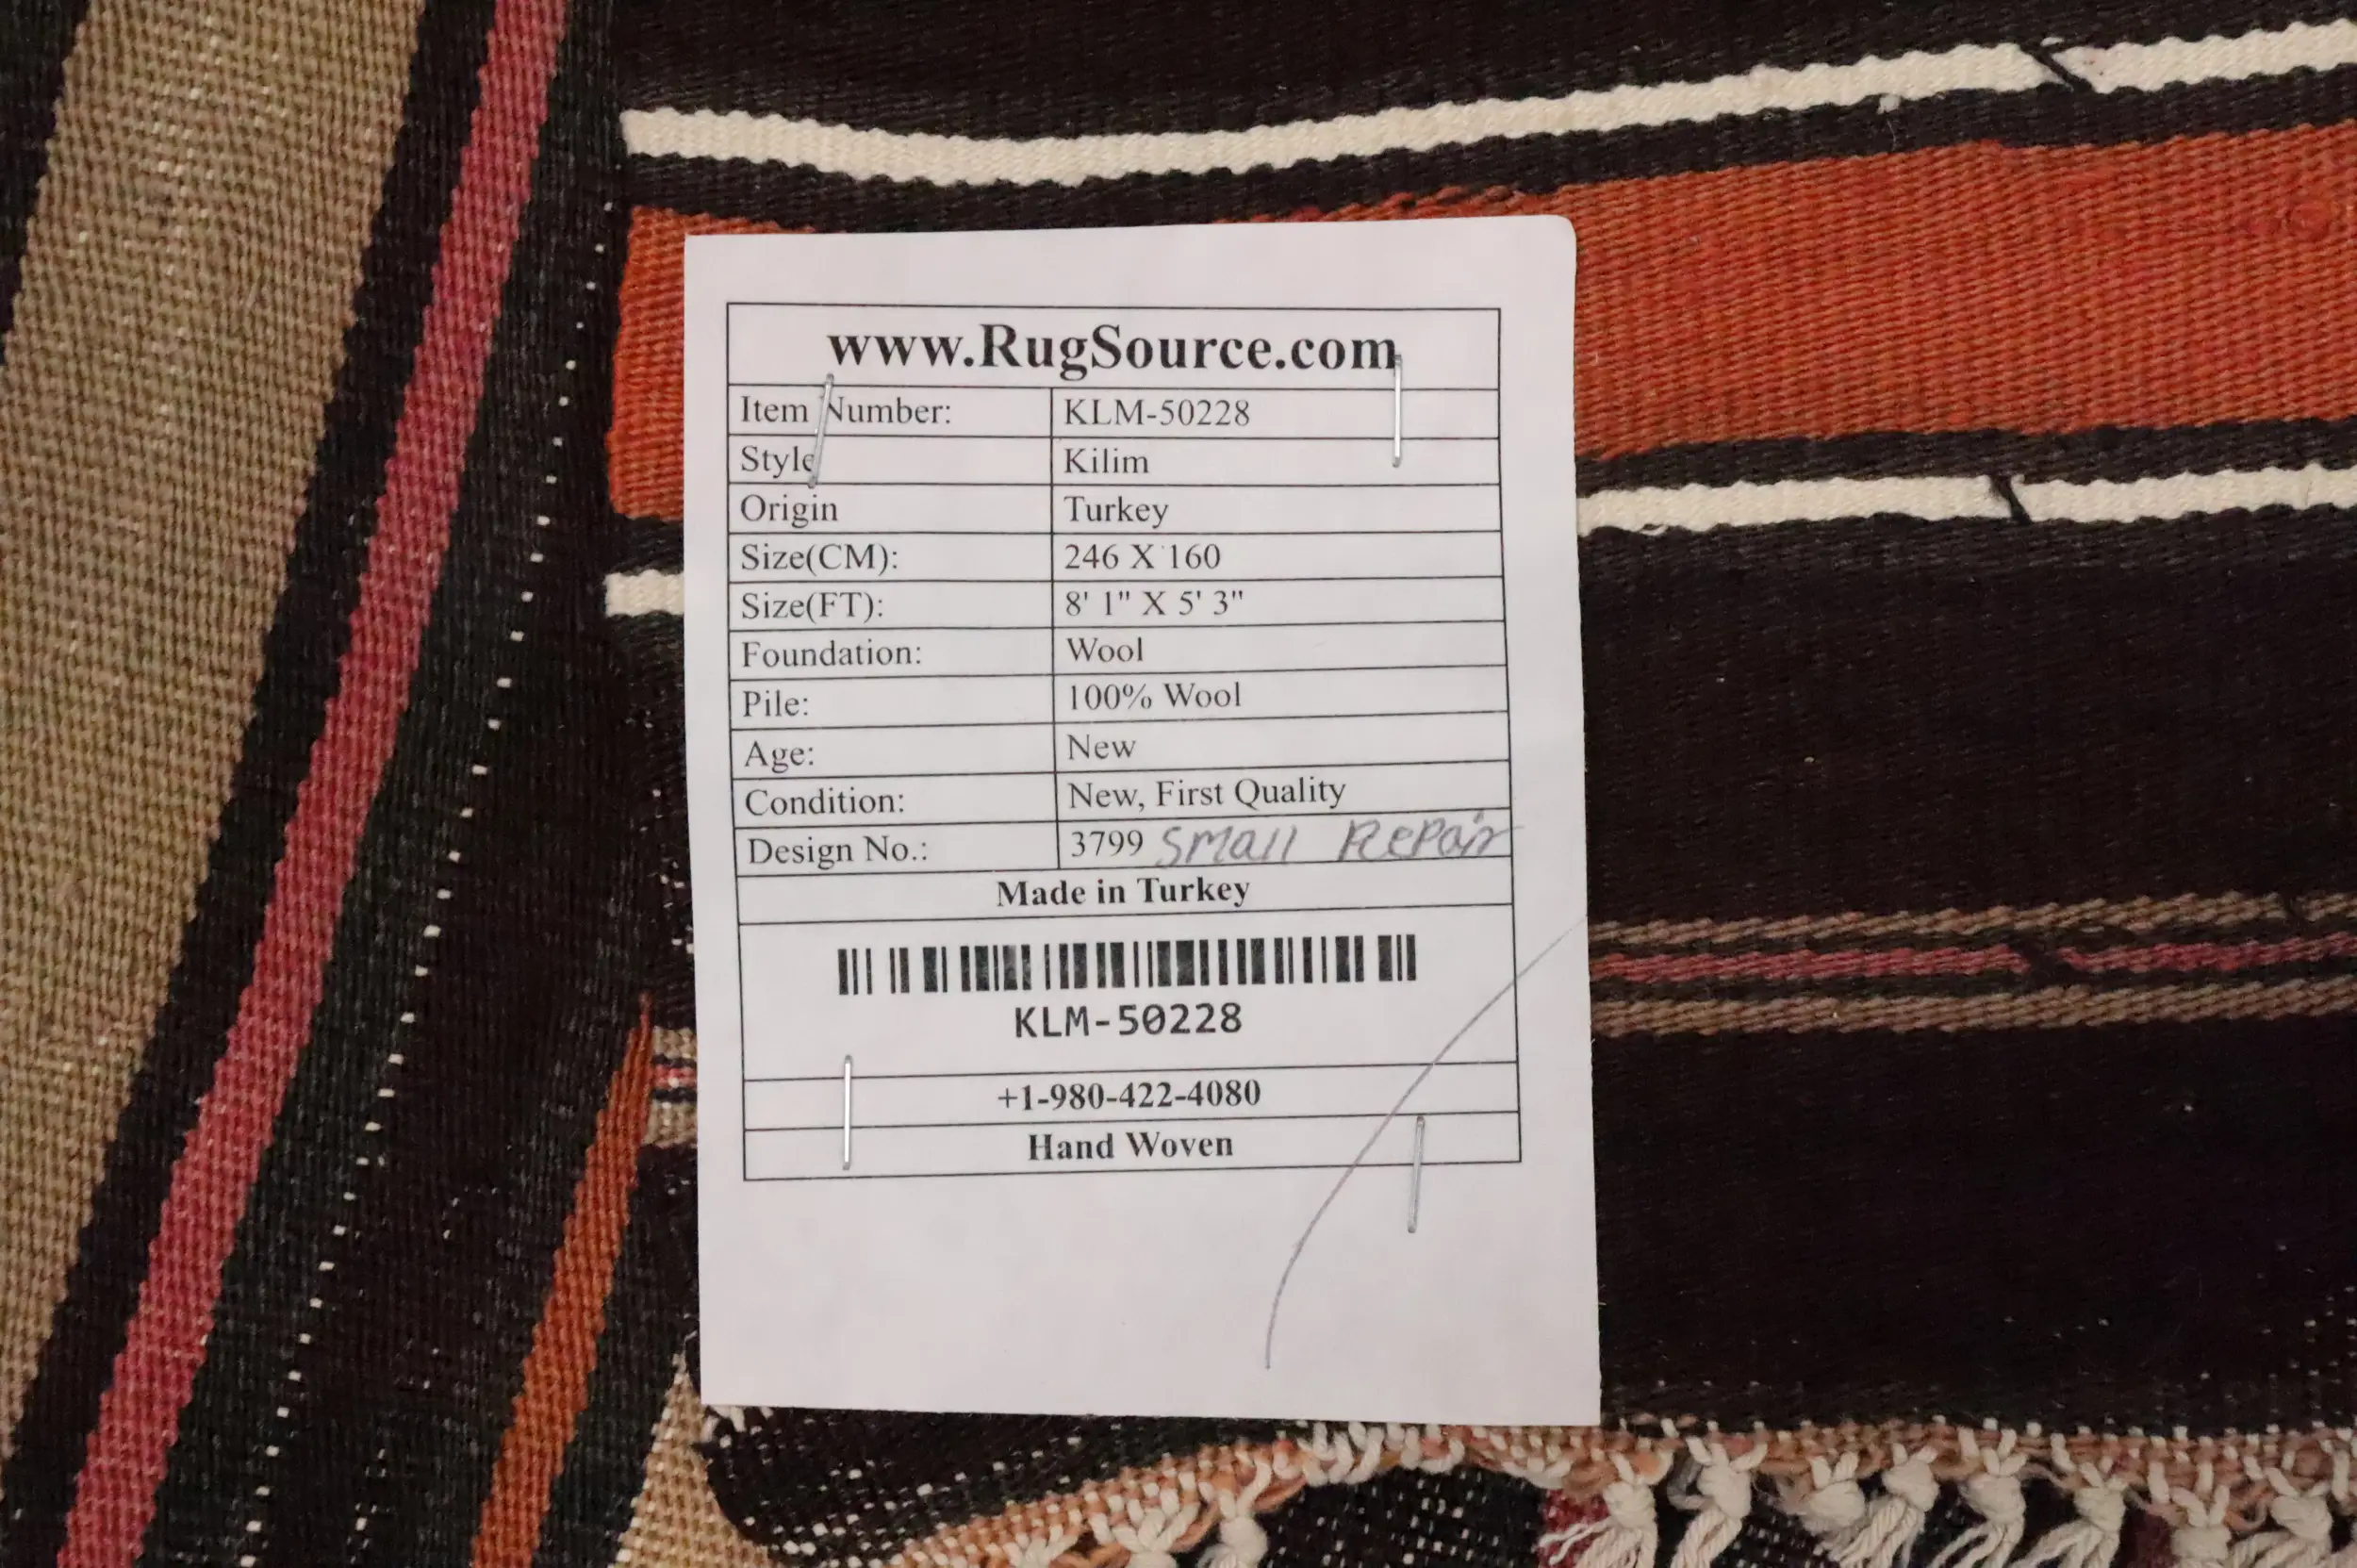 www.RugSource.com
Item Number: KLM-50228
Style Kilim
Origin Turkey
Size(CM): 246 X 160
Size(FT): 8' 1" X 5' 3"
Foundation: Wool
Pile: 100% Wool
Age: New
Condition: New, First Quality
Design No.: 3799 Small Repair
Made in Turkey
KLM-50228
+1-980-422-4080
Hand Woven